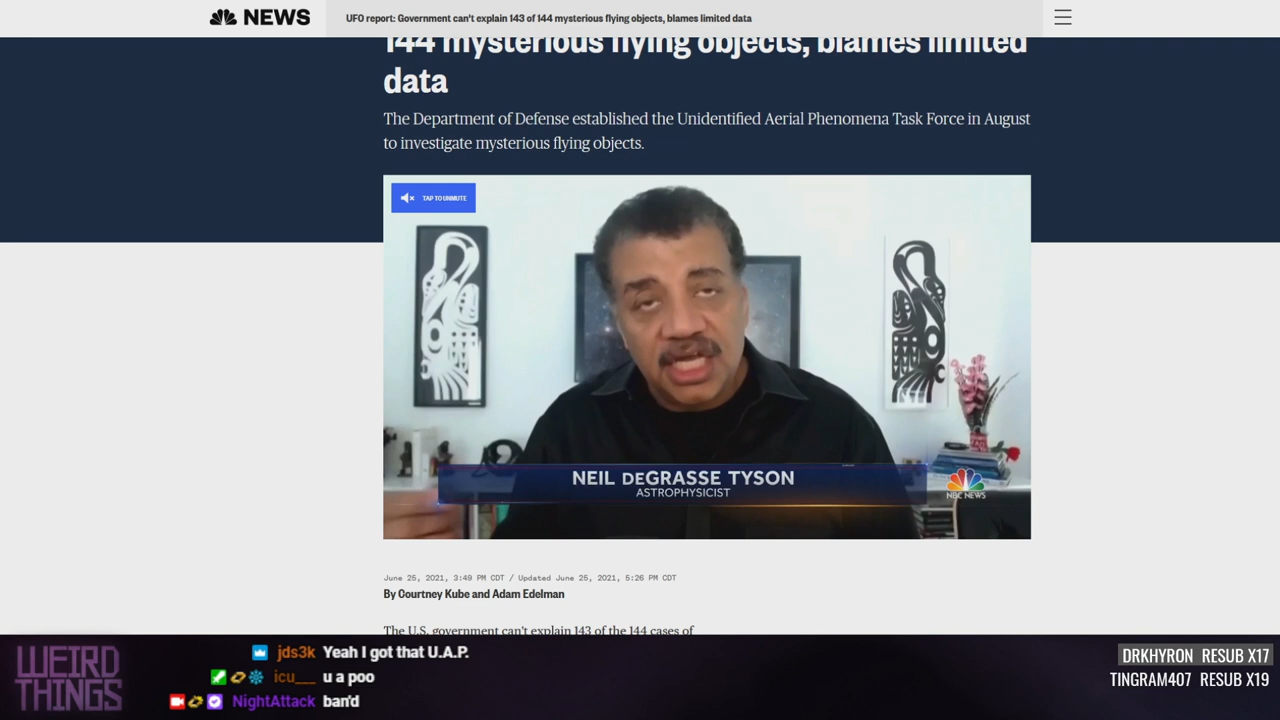 NEWS
UFO report: Government can't explain 143 of 144 mysterious flying objects, blames limited data
144 mysterious flying objects, blames limited
data
The Department of Defense established the Unidentified Aerial Phenomena Task Force in August
to investigate mysterious flying objects.
TAP TO UNMUTE
NEIL DEGRASSE TYSON
ASTROPHYSICIST
NBC NEWS
June 25, 2021, 3:49 PM CDT / Updated June 25, 2021, 5:26 PM CDT
By Courtney Kube and Adam Edelman
The U.S. government can't explain 143 of the 144 cases of
WEIRD
THINGS
jds3k Yeah I got that U.A.P.
icu___ u a poo
NightAttack ban'd
DRKHYRON RESUB X17
TINGRAM407 RESUB X19